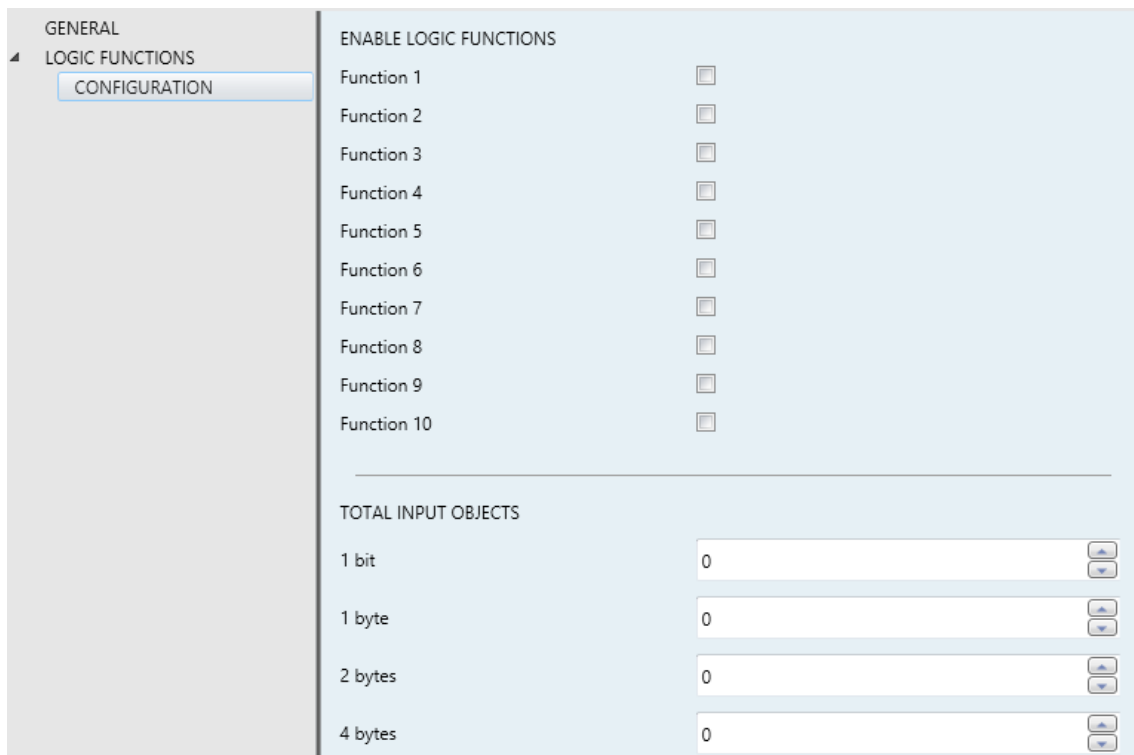 GENERAL
LOGIC FUNCTIONS
CONFIGURATION
ENABLE LOGIC FUNCTIONS
Function 1
Function 2
Function 3
Function 4
Function 5
Function 6
Function 7
Function 8
Function 9
Function 10
TOTAL INPUT OBJECTS
1 bit 0
1 byte 0
2 bytes 0
4 bytes 0